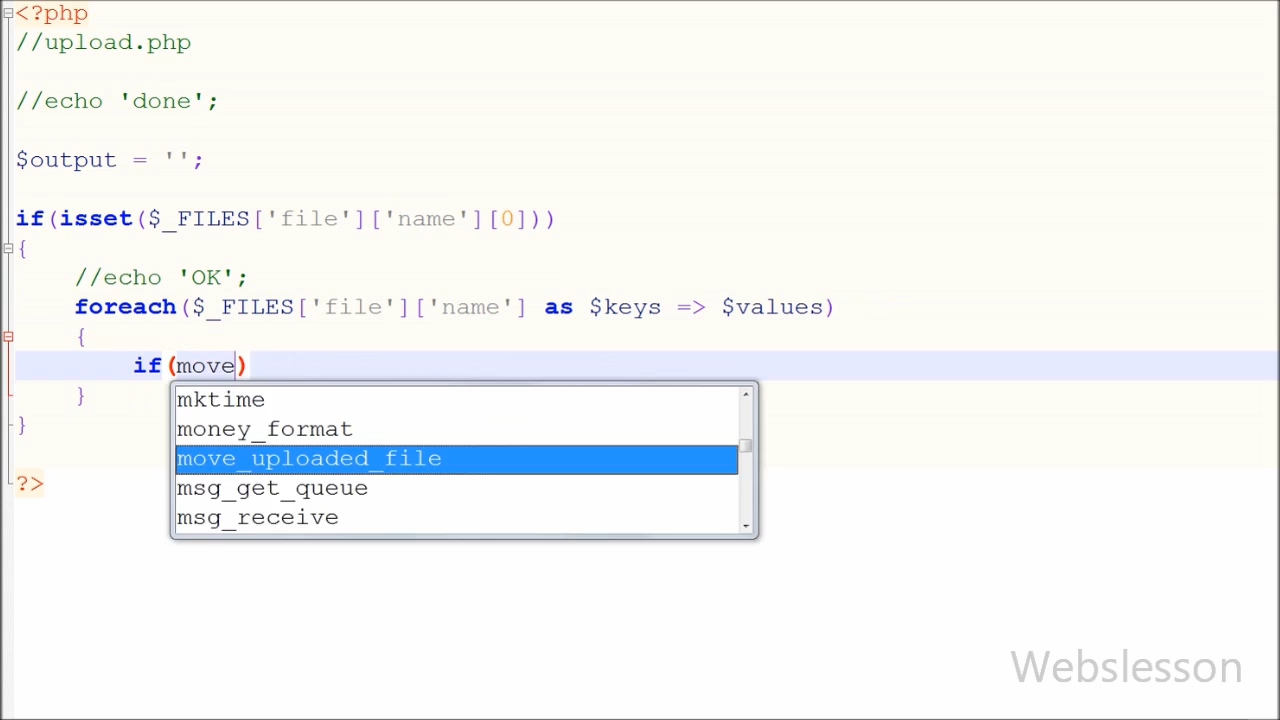 <?php
//upload.php
//echo 'done';
$output = '';
if(isset($_FILES['file']['name'][0]))
{
//echo 'OK';
foreach($_FILES['file']['name'] as $keys => $values)
{
if(move)
mktime
money_format
move_uploaded_file
msg_get_queue
msg_receive
}
}
?>
Webslesson